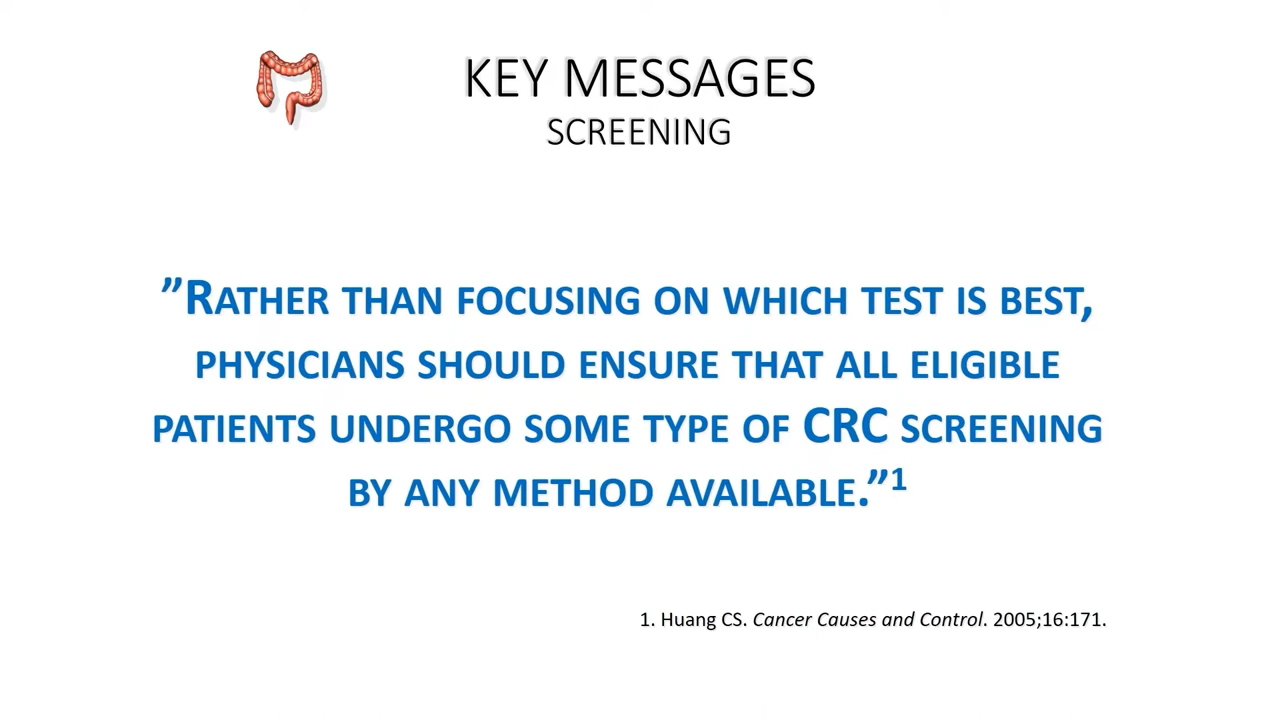 KEY MESSAGES
SCREENING
”RATHER THAN FOCUSING ON WHICH TEST IS BEST,
PHYSICIANS SHOULD ENSURE THAT ALL ELIGIBLE
PATIENTS UNDERGO SOME TYPE OF CRC SCREENING
BY ANY METHOD AVAILABLE.”1
1. Huang CS. Cancer Causes and Control. 2005;16:171.